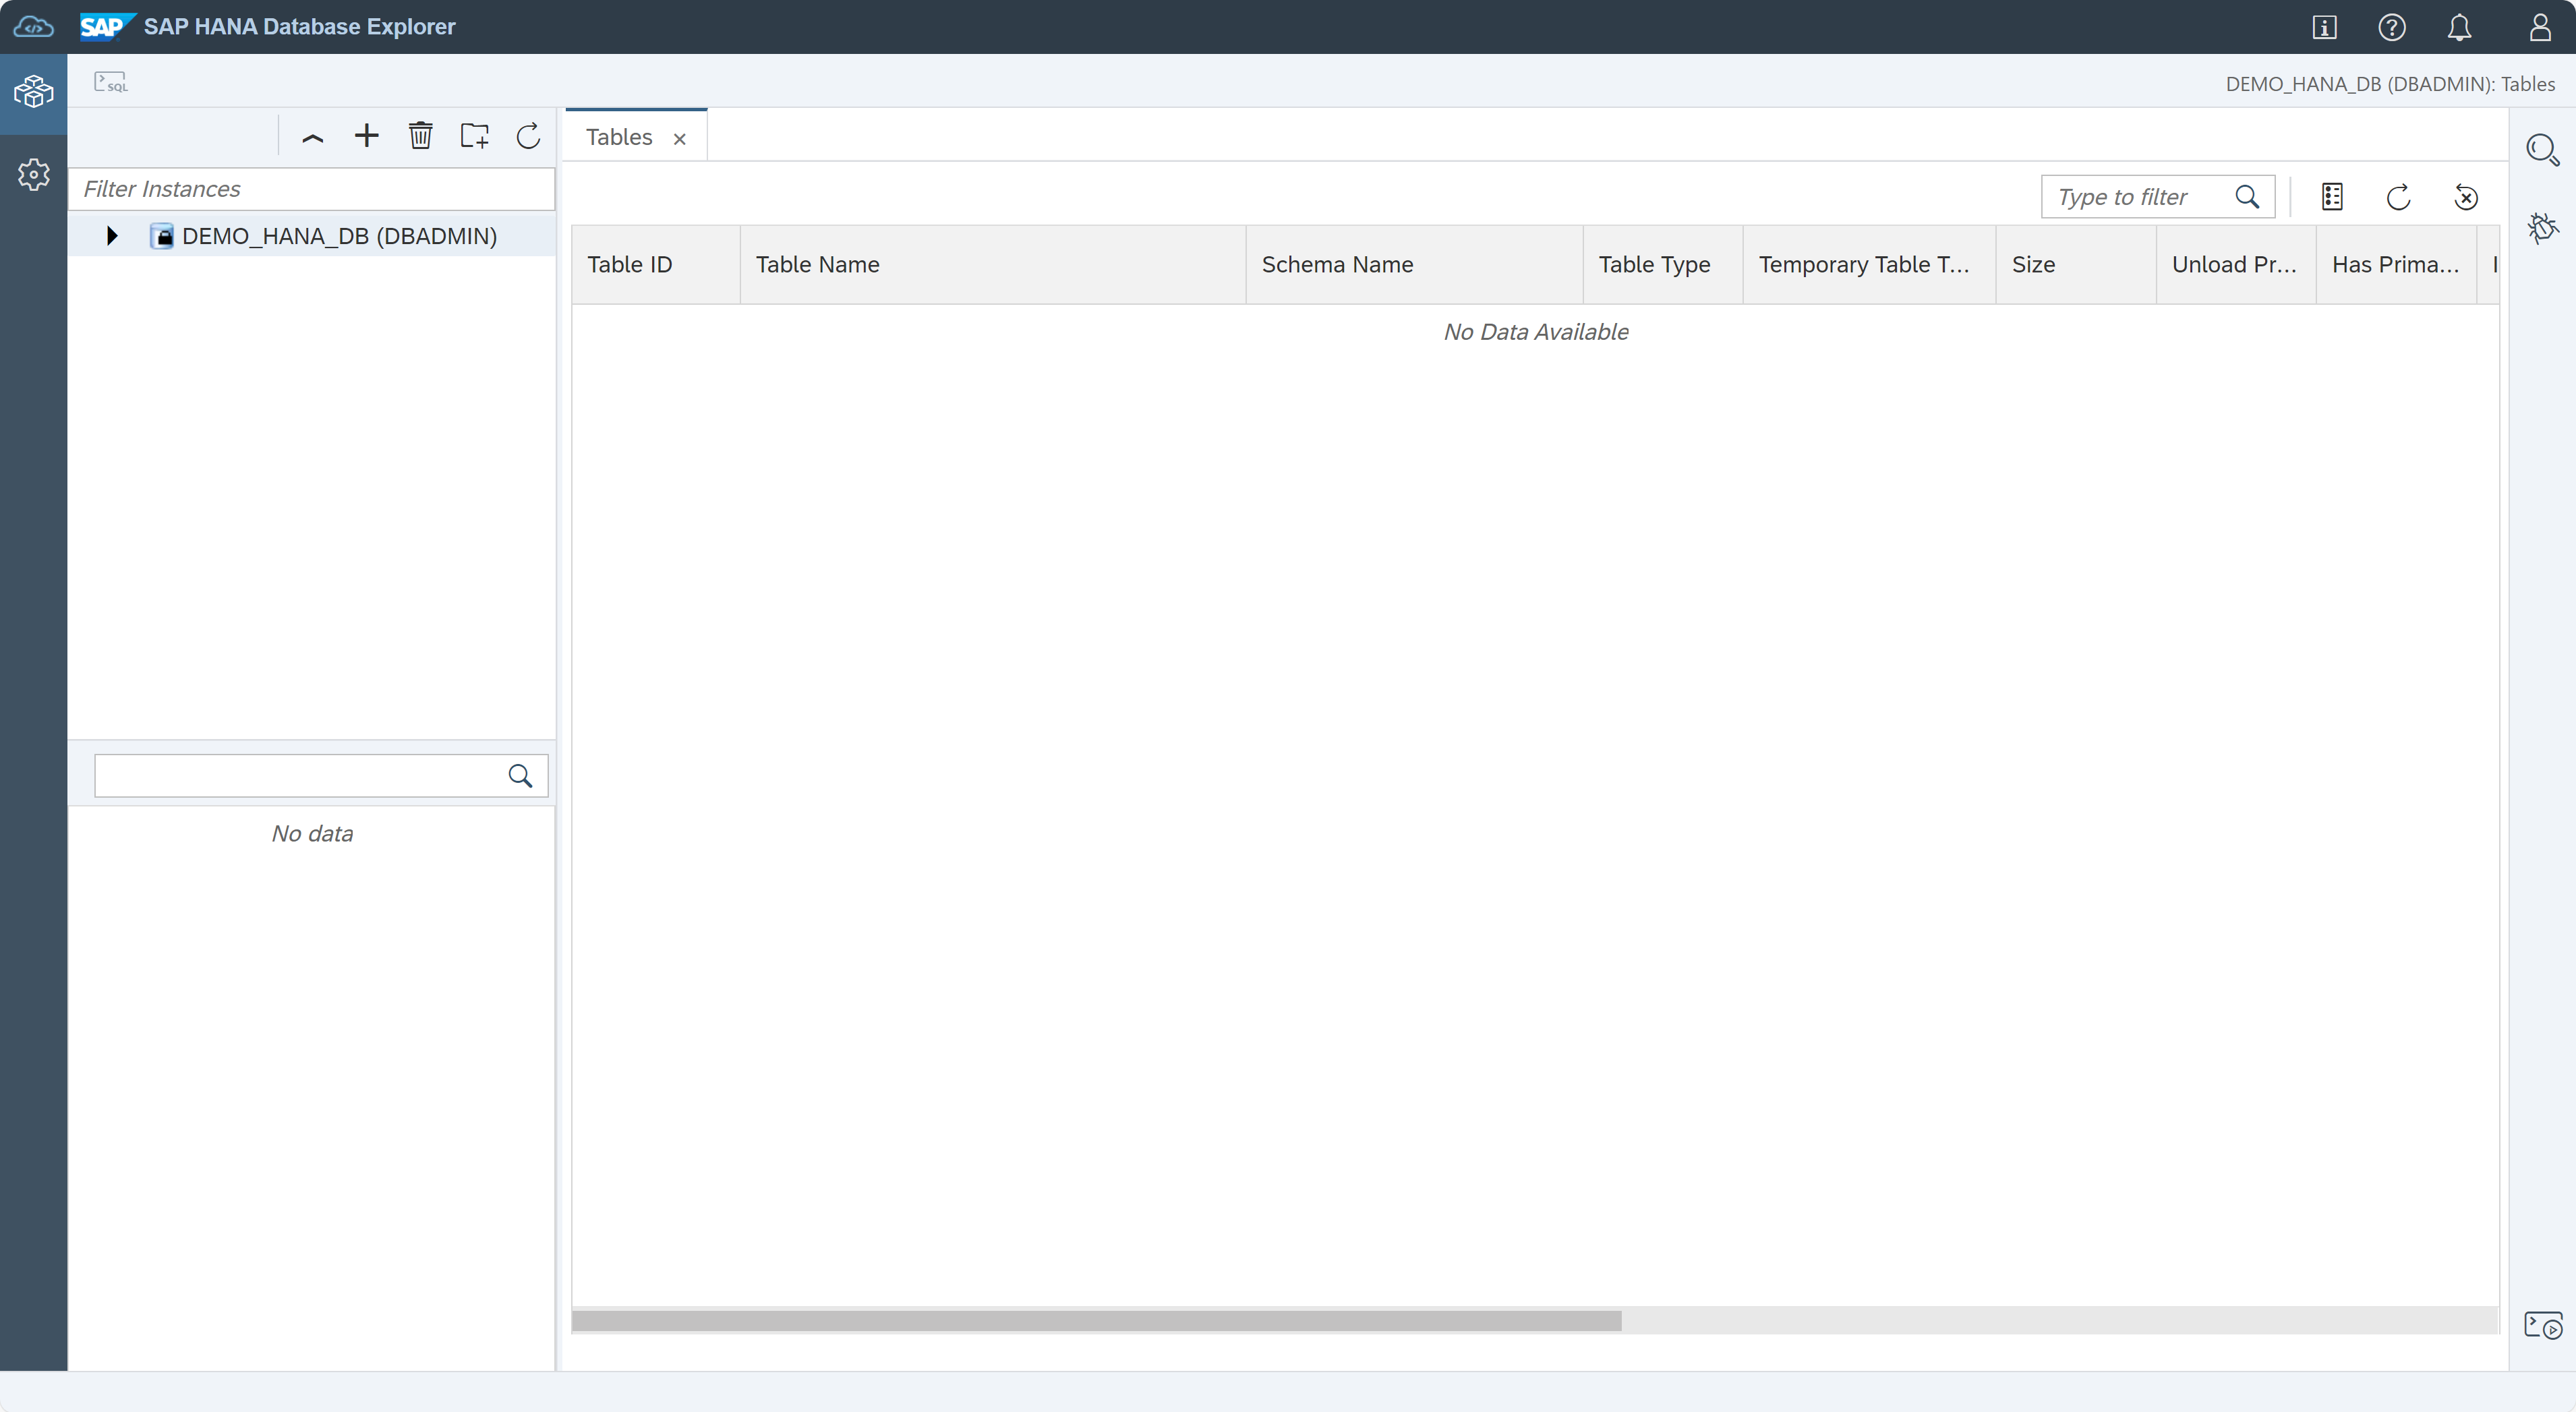 SAP SAP HANA Database Explorer
SQL
DEMO_HANA_DB (DBADMIN): Tables
Tables
Filter Instances
DEMO_HANA_DB (DBADMIN)
Type to filter
Table ID Table Name Schema Name Table Type Temporary Table T... Size Unload Pr... Has Prima... I
No Data Available
No data